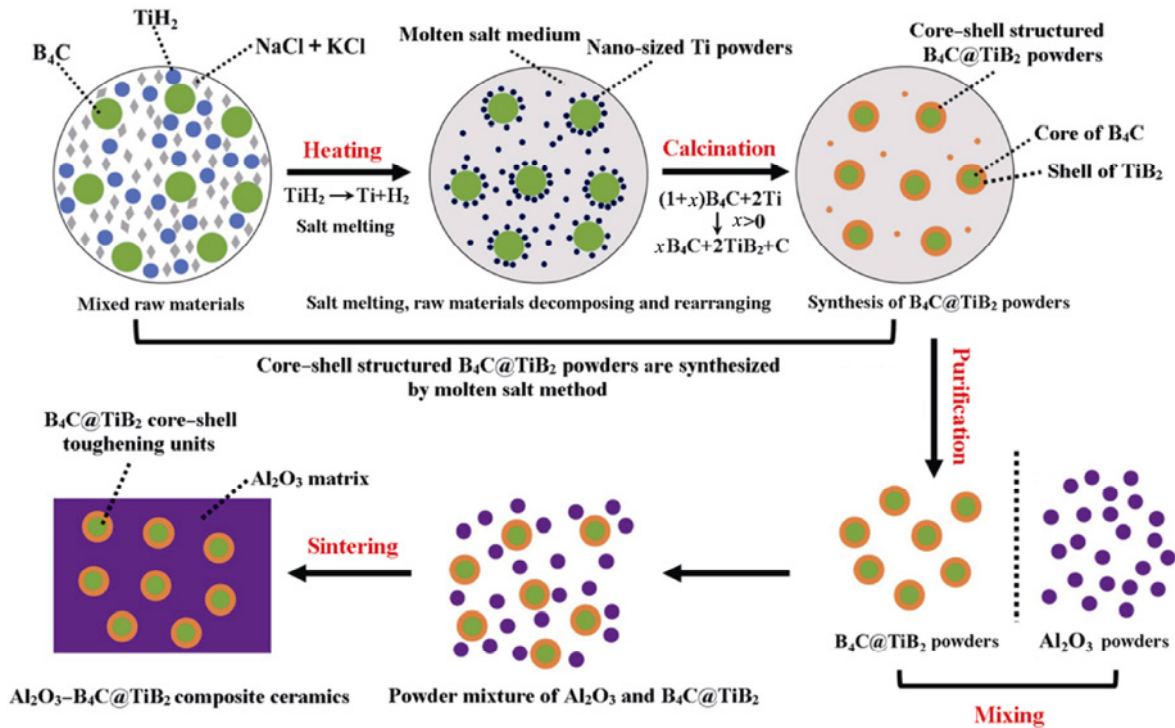 TiH₂
B₄C
NaCl + KCl
Heating
TiH₂ → Ti+H₂
Salt melting
Mixed raw materials
Molten salt medium
Nano-sized Ti powders
Calcination
(1+x)B₄C+2Ti
↓ x>0
xB₄C+2TiB₂+C
Salt melting, raw materials decomposing and rearranging
Core–shell structured
B₄C@TiB₂ powders
Core of B₄C
Shell of TiB₂
Synthesis of B₄C@TiB₂ powders
Core–shell structured B₄C@TiB₂ powders are synthesized
by molten salt method
Purification
B₄C@TiB₂ powders
Al₂O₃ powders
Mixing
Powder mixture of Al₂O₃ and B₄C@TiB₂
Sintering
B₄C@TiB₂ core–shell
toughening units
Al₂O₃ matrix
Al₂O₃–B₄C@TiB₂ composite ceramics